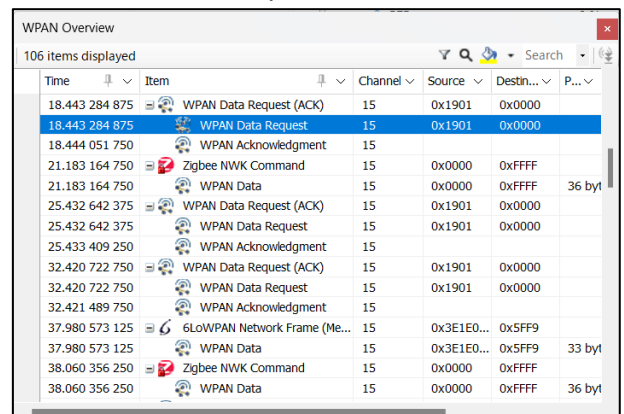 WPAN Overview
106 items displayed Search
Time Item Channel Source Destin... P...
18.443 284 875 WPAN Data Request (ACK) 15 0x1901 0x0000
18.443 284 875 WPAN Data Request 15 0x1901 0x0000
18.444 051 750 WPAN Acknowledgment 15
21.183 164 750 Zigbee NWK Command 15 0x0000 0xFFFF
21.183 164 750 WPAN Data 15 0x0000 0xFFFF 36 byt
25.432 642 375 WPAN Data Request (ACK) 15 0x1901 0x0000
25.432 642 375 WPAN Data Request 15 0x1901 0x0000
25.433 409 250 WPAN Acknowledgment 15
32.420 722 750 WPAN Data Request (ACK) 15 0x1901 0x0000
32.420 722 750 WPAN Data Request 15 0x1901 0x0000
32.421 489 750 WPAN Acknowledgment 15
37.980 573 125 6LoWPAN Network Frame (Me... 15 0x3E1E0... 0x5FF9
37.980 573 125 WPAN Data 15 0x3E1E0... 0x5FF9 33 byt
38.060 356 250 Zigbee NWK Command 15 0x0000 0xFFFF
38.060 356 250 WPAN Data 15 0x0000 0xFFFF 36 byt